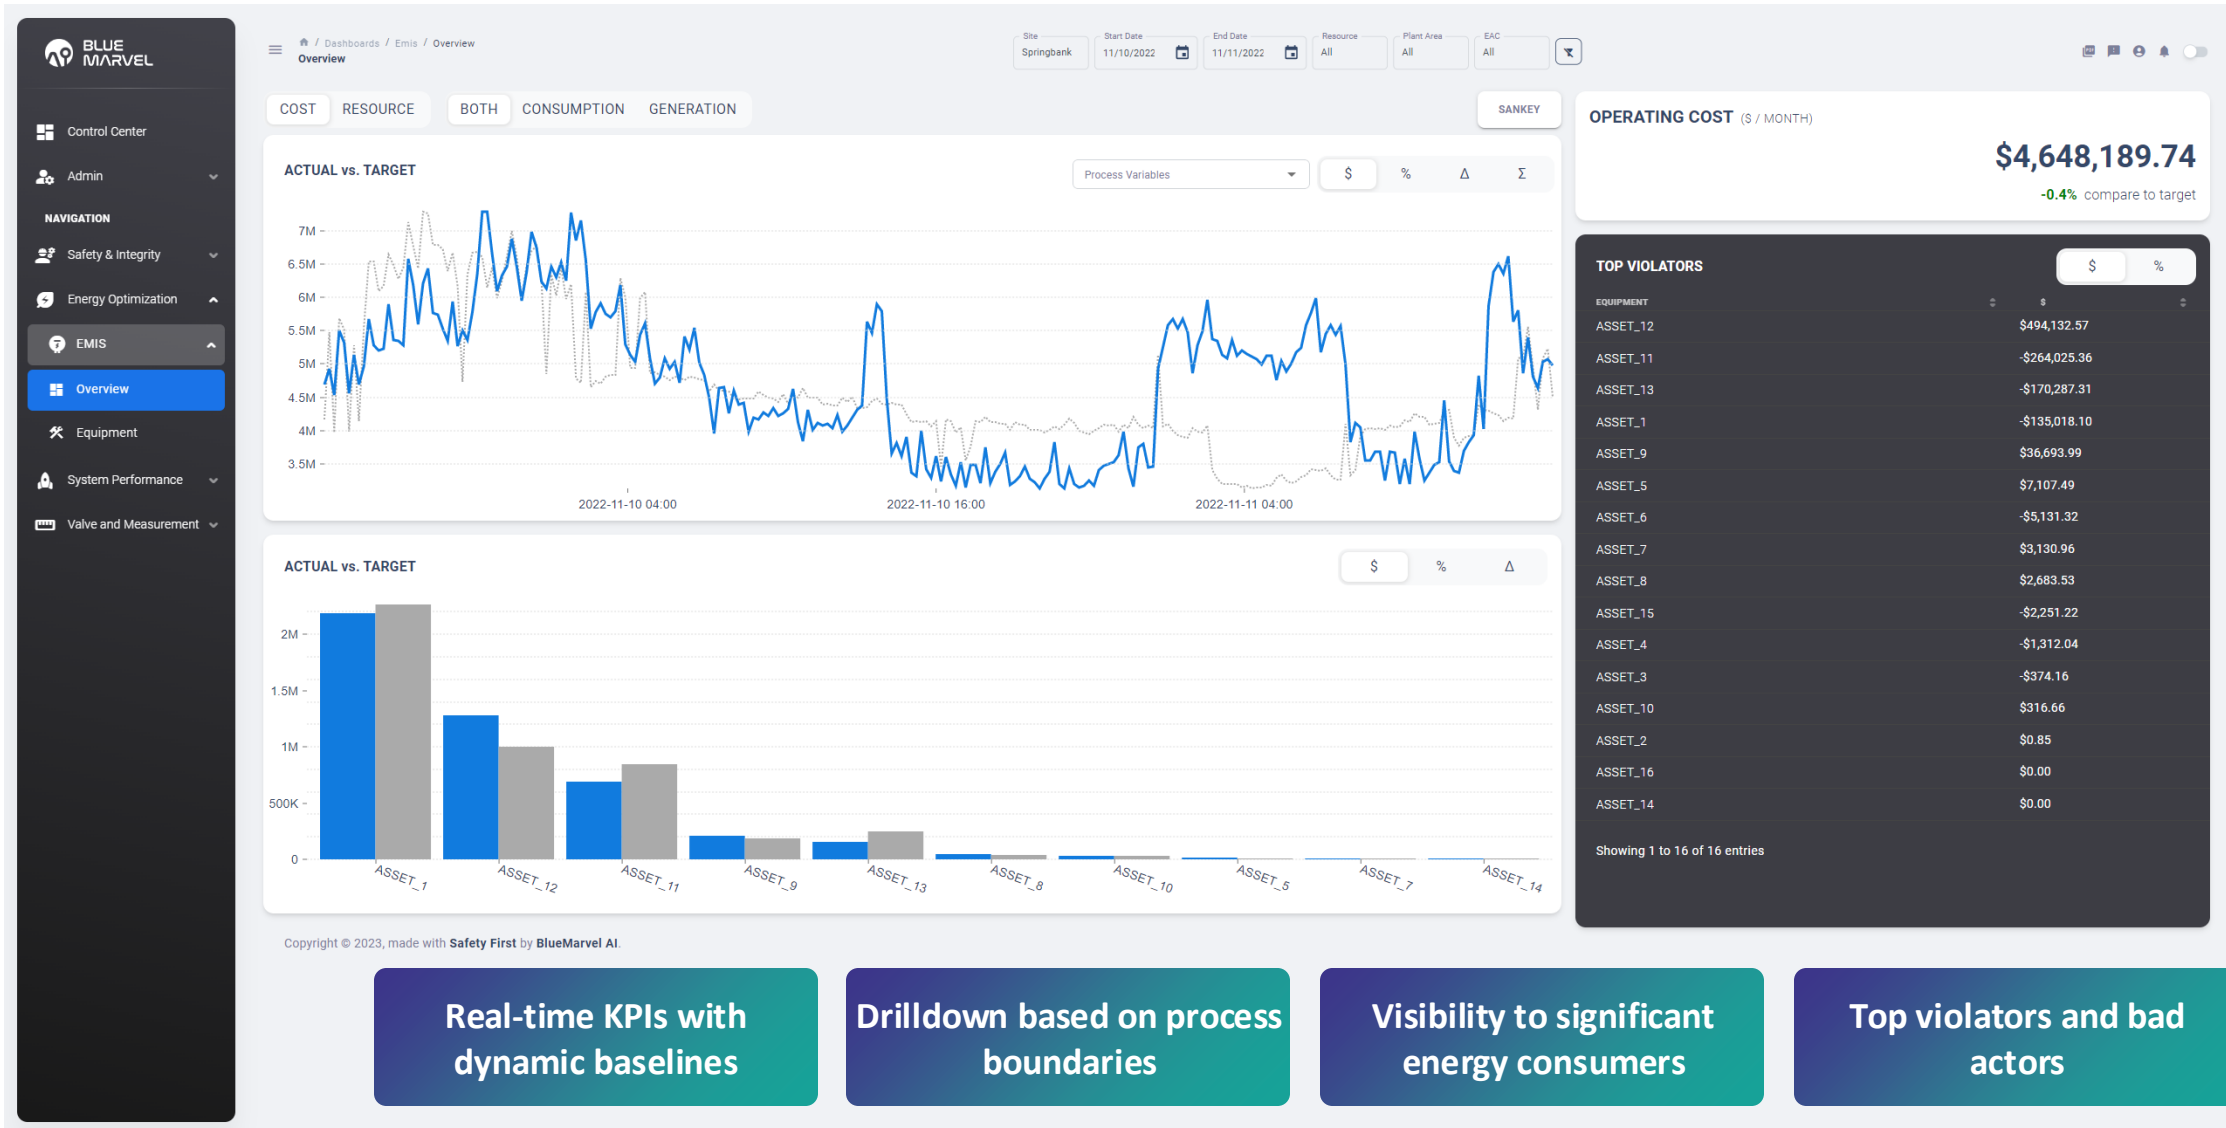 BLUE
MARVEL
Control Center
Admin
NAVIGATION
Safety & Integrity
Energy Optimization
EMIS
Overview
Equipment
System Performance
Valve and Measurement
/ Dashboards / Emis / Overview
Overview
Site
Springbank
Start Date
11/10/2022
End Date
11/11/2022
Resource
All
Plant Area
All
EAC
All
COST RESOURCE
BOTH CONSUMPTION GENERATION
SANKEY
ACTUAL vs. TARGET
Process Variables
$ % Δ Σ
7M
6.5M
6M
5.5M
5M
4.5M
4M
3.5M
2022-11-10 04:00 2022-11-10 16:00 2022-11-11 04:00
ACTUAL vs. TARGET
$ % Δ
2M
1.5M
1M
500K
0
ASSET_1 ASSET_12 ASSET_11 ASSET_9 ASSET_13 ASSET_8 ASSET_10 ASSET_5 ASSET_7 ASSET_14
OPERATING COST ($ / MONTH)
$4,648,189.74
-0.4% compare to target
TOP VIOLATORS
$ %
EQUIPMENT $
ASSET_12 $494,132.57
ASSET_11 -$264,025.36
ASSET_13 -$170,287.31
ASSET_1 -$135,018.10
ASSET_9 $36,693.99
ASSET_5 $7,107.49
ASSET_6 -$5,131.32
ASSET_7 $3,130.96
ASSET_8 $2,683.53
ASSET_15 -$2,251.22
ASSET_4 -$1,312.04
ASSET_3 -$374.16
ASSET_10 $316.66
ASSET_2 $0.85
ASSET_16 $0.00
ASSET_14 $0.00
Showing 1 to 16 of 16 entries
Copyright © 2023, made with Safety First by BlueMarvel AI.
Real-time KPIs with
dynamic baselines
Drilldown based on process
boundaries
Visibility to significant
energy consumers
Top violators and bad
actors